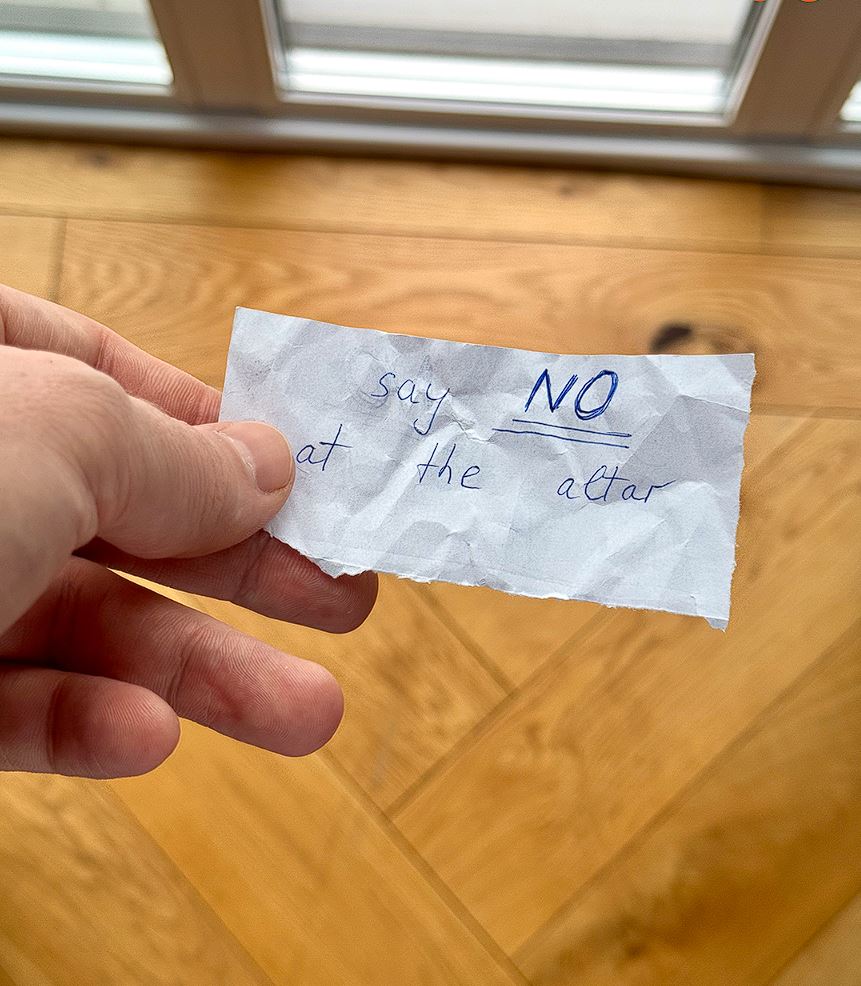 say NO
at the altar